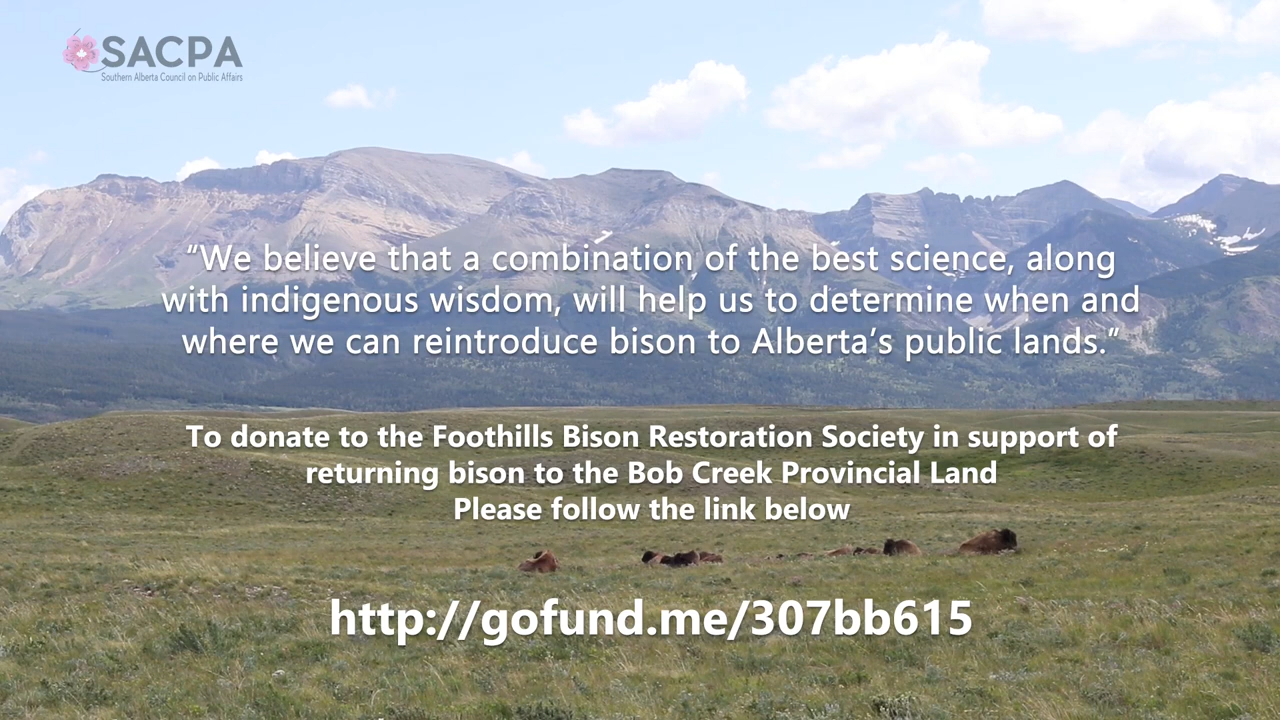 SACPA
Southern Alberta Council on Public Affairs
“We believe that a combination of the best science, along
with indigenous wisdom, will help us to determine when and
where we can reintroduce bison to Alberta’s public lands.”
To donate to the Foothills Bison Restoration Society in support of
returning bison to the Bob Creek Provincial Land
Please follow the link below
http://gofund.me/307bb615